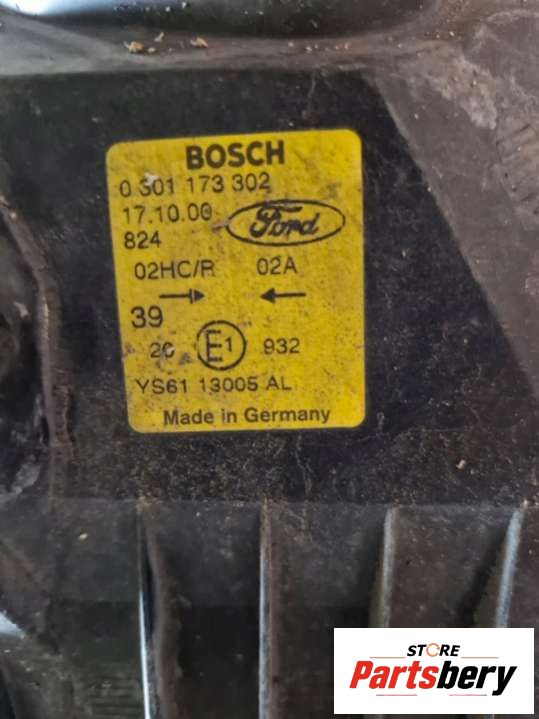 BOSCH
0 301 173 302
17.10.00
Ford
824
02HC/R 02A
39
20 E1 932
YS61 13005 AL
Made in Germany
STORE
Partsbery